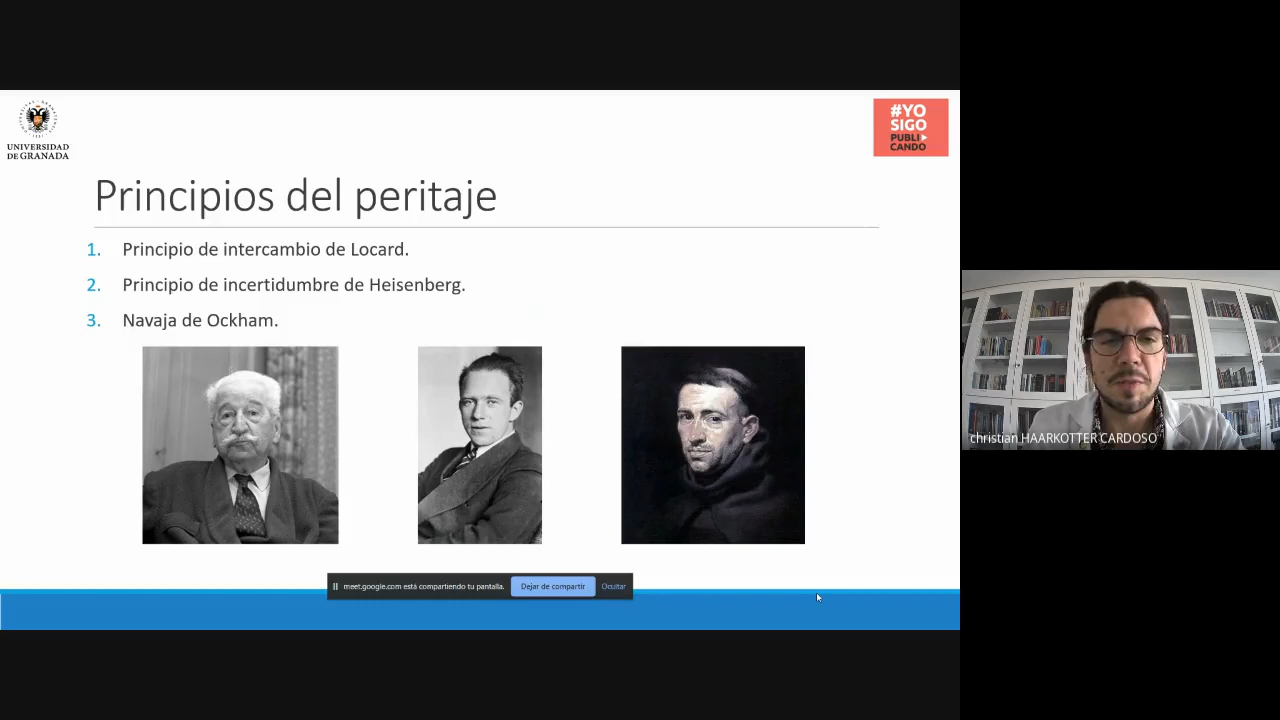 UNIVERSIDAD
DE GRANADA
#YO
SIGO
PUBLI
CANDO
Principios del peritaje
1. Principio de intercambio de Locard.
2. Principio de incertidumbre de Heisenberg.
3. Navaja de Ockham.
christian HAARKOTTER CARDOSO
meet.google.com está compartiendo tu pantalla. Dejar de compartir Ocultar